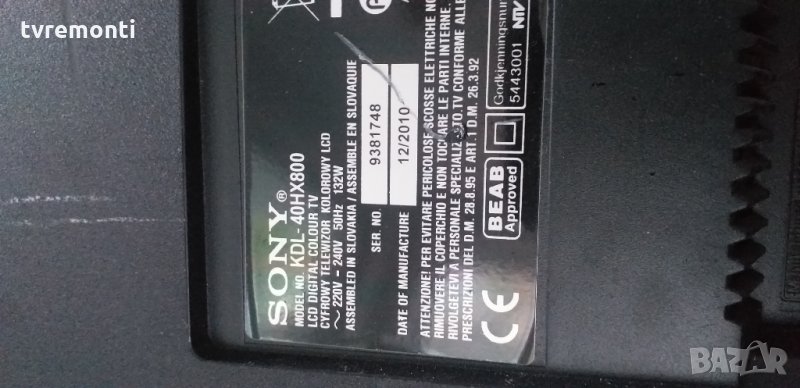 tvremonti
SONY®
MODEL NO. KDL-40HX800
LCD DIGITAL COLOUR TV
CYFROWY TELEWIZOR KOLOROWY LCD
～ 220V – 240V 50Hz 132W
ASSEMBLED IN SLOVAKIA / ASSEMBLE EN SLOVAQUIE
SER. NO. 9381748
DATE OF MANUFACTURE 12/2010
ATTENZIONE! PER EVITARE PERICOLOSE SCOSSE ELETTRICHE NON
RIMUOVERE IL COPERCHIO E NON TOCCARE LE PARTI INTERNE.
RIVOLGETEVI A PERSONALE SPECIALIZZATO. TV CONFORME ALLE
PRESCRIZIONI DEL D.M. 28.8.95 E ART. 1 D.M. 26.3.92
CE
BEAB
Approved
5443001
BAZAR